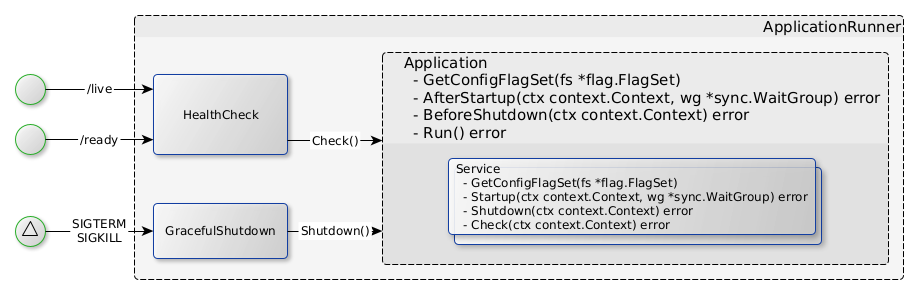 ApplicationRunner
Application
- GetConfigFlagSet(fs *flag.FlagSet)
- AfterStartup(ctx context.Context, wg *sync.WaitGroup) error
- BeforeShutdown(ctx context.Context) error
- Run() error
/live
HealthCheck
/ready
Check()
Service
- GetConfigFlagSet(fs *flag.FlagSet)
- Startup(ctx context.Context, wg *sync.WaitGroup) error
- Shutdown(ctx context.Context) error
- Check(ctx context.Context) error
SIGTERM
SIGKILL
GracefulShutdown
Shutdown()